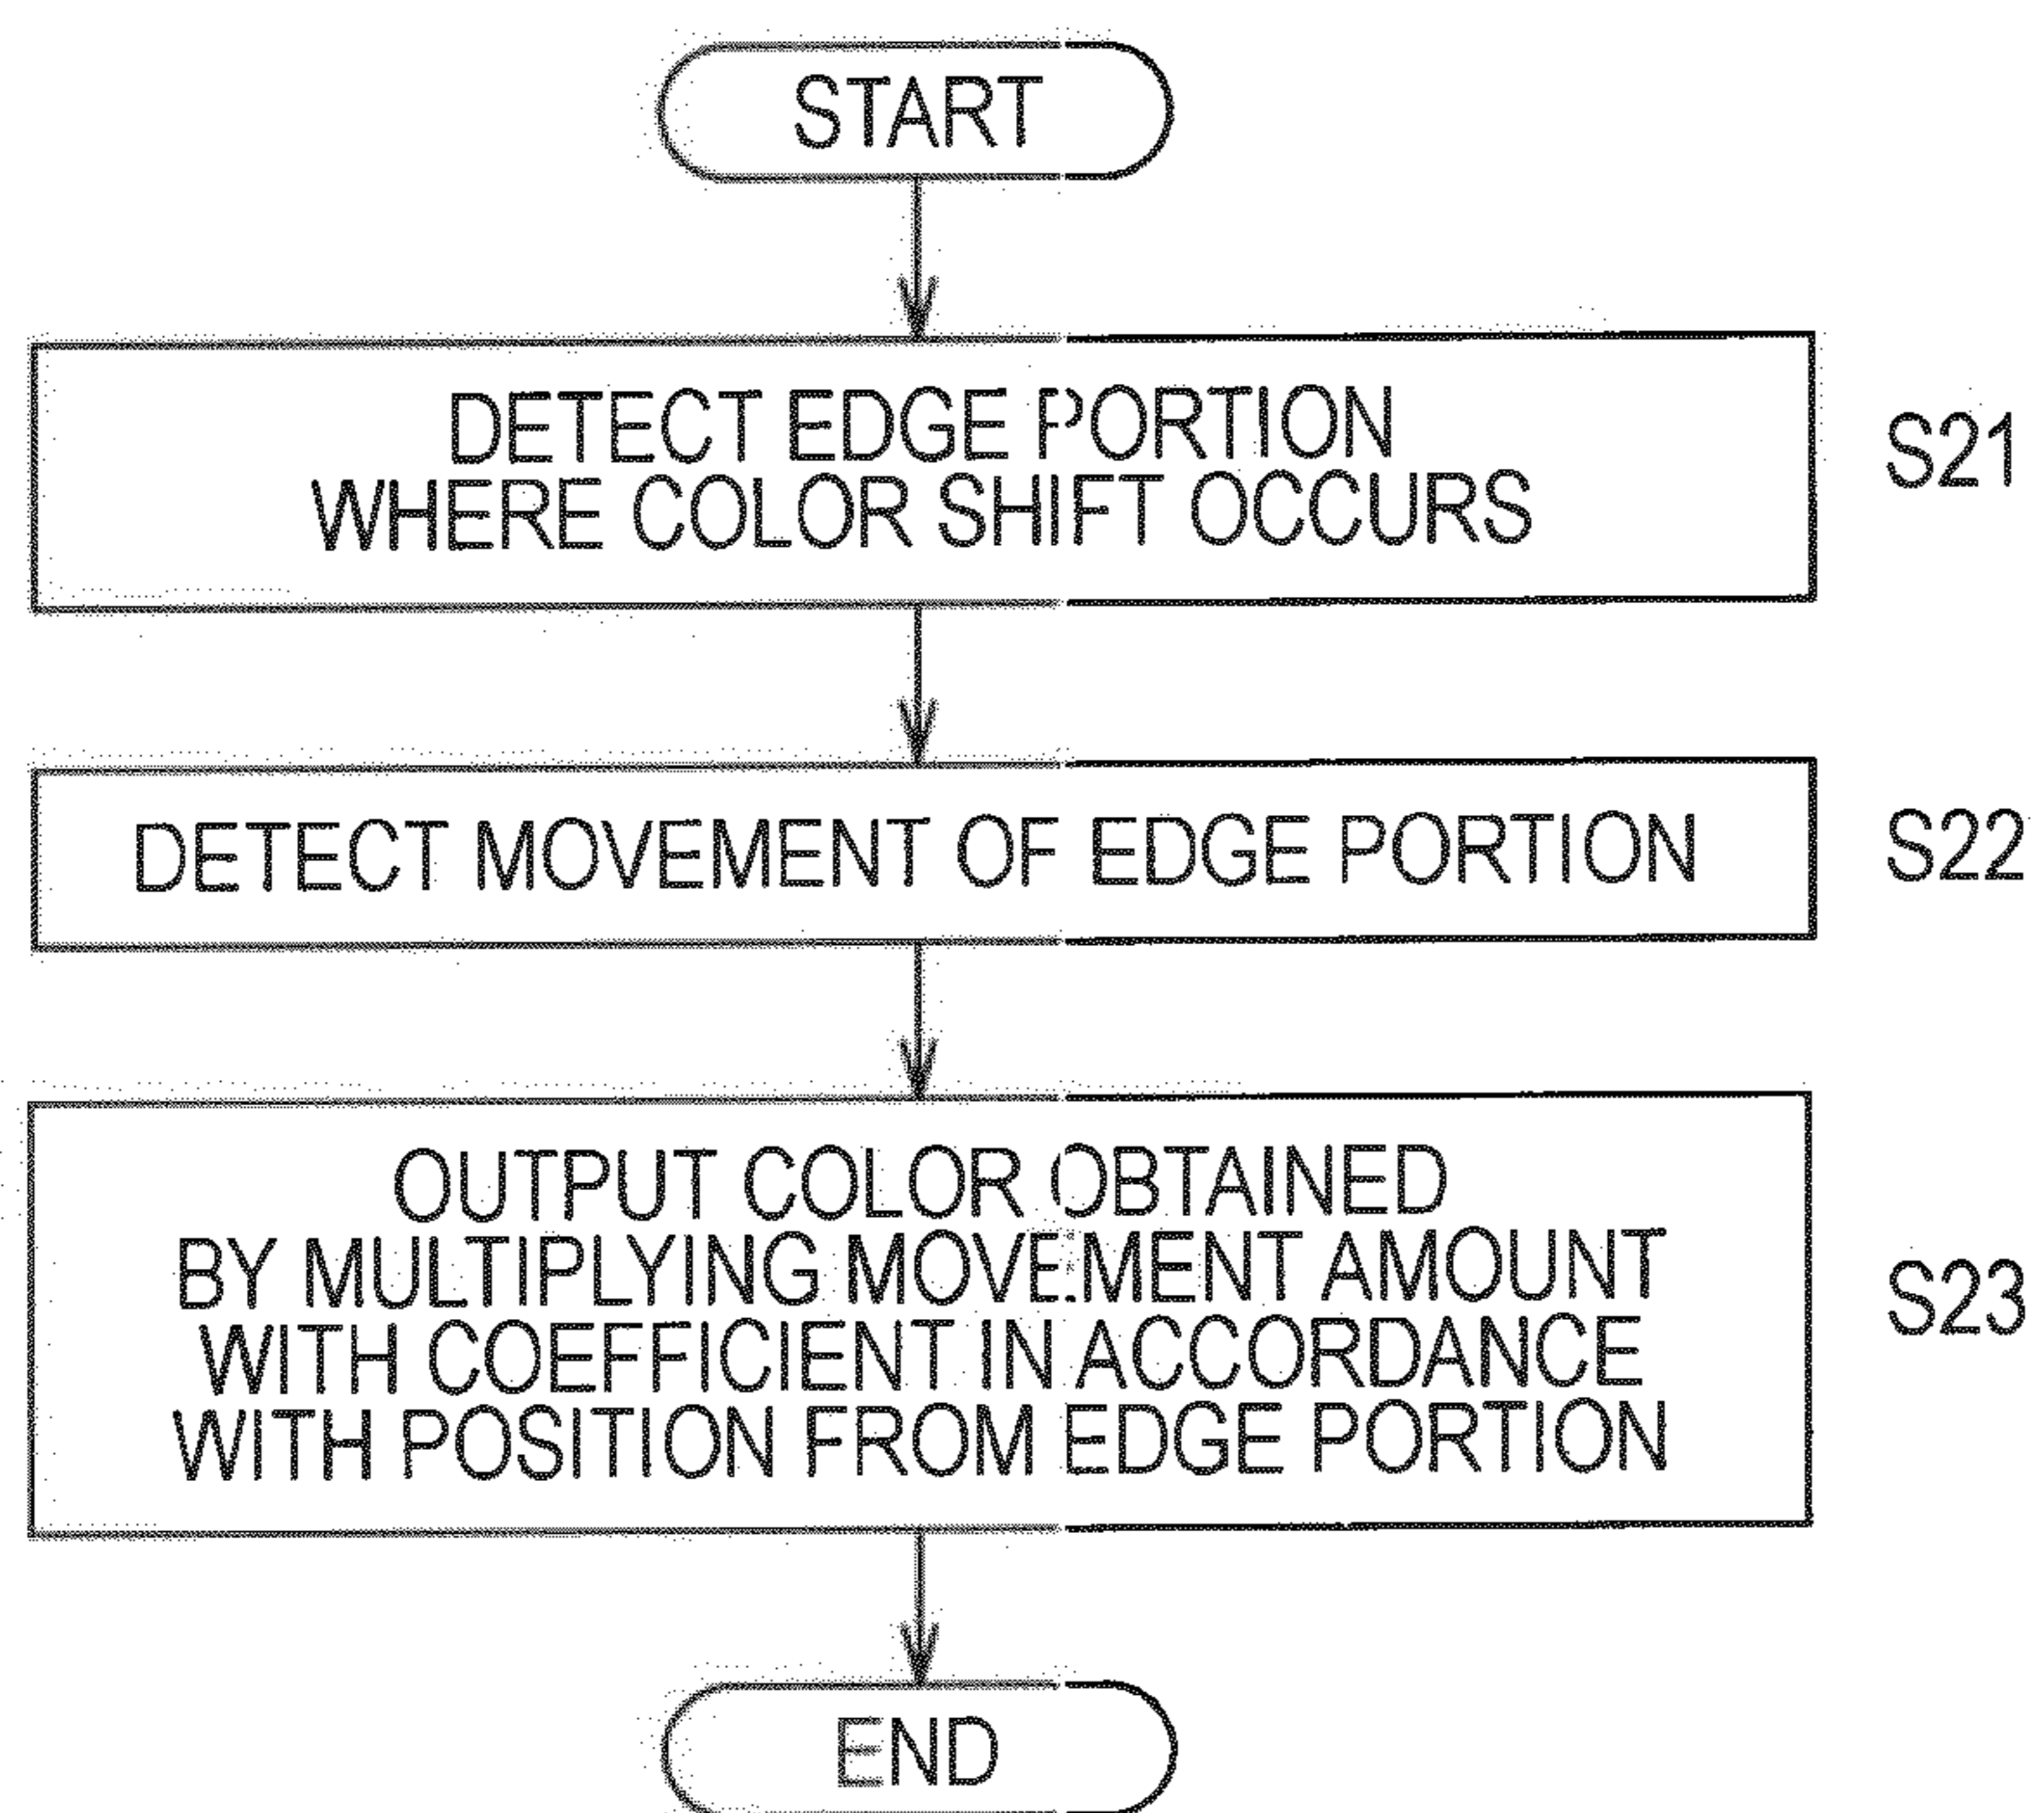 START
DETECT EDGE PORTION
WHERE COLOR SHIFT OCCURS
S21
DETECT MOVEMENT OF EDGE PORTION
S22
OUTPUT COLOR OBTAINED
BY MULTIPLYING MOVEMENT AMOUNT
WITH COEFFICIENT IN ACCORDANCE
WITH POSITION FROM EDGE PORTION
S23
END